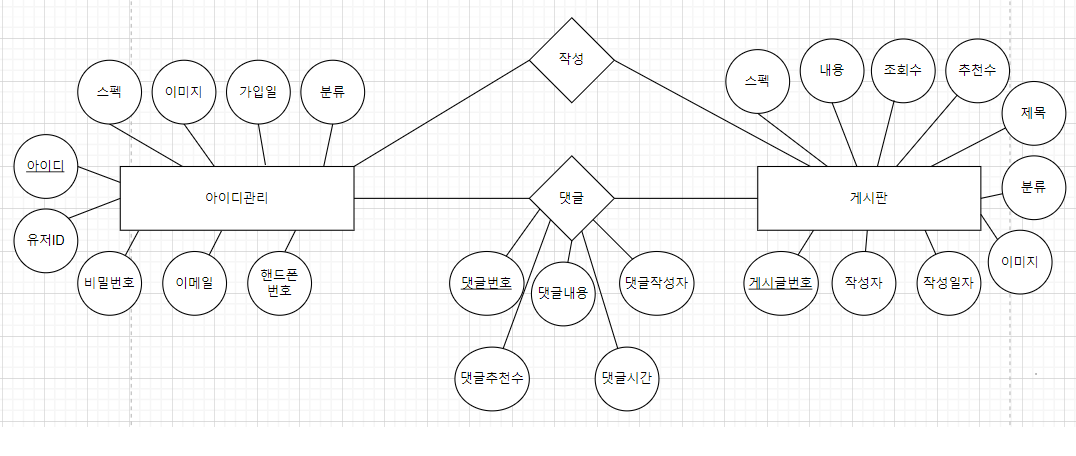 작성
스펙
이미지
가입일
분류
스펙
내용
조회수
추천수
제목
아이디
유저ID
아이디관리
댓글
게시판
분류
이미지
비밀번호
이메일
핸드폰
번호
댓글번호
댓글내용
댓글작성자
게시글번호
작성자
작성일자
댓글추천수
댓글시간